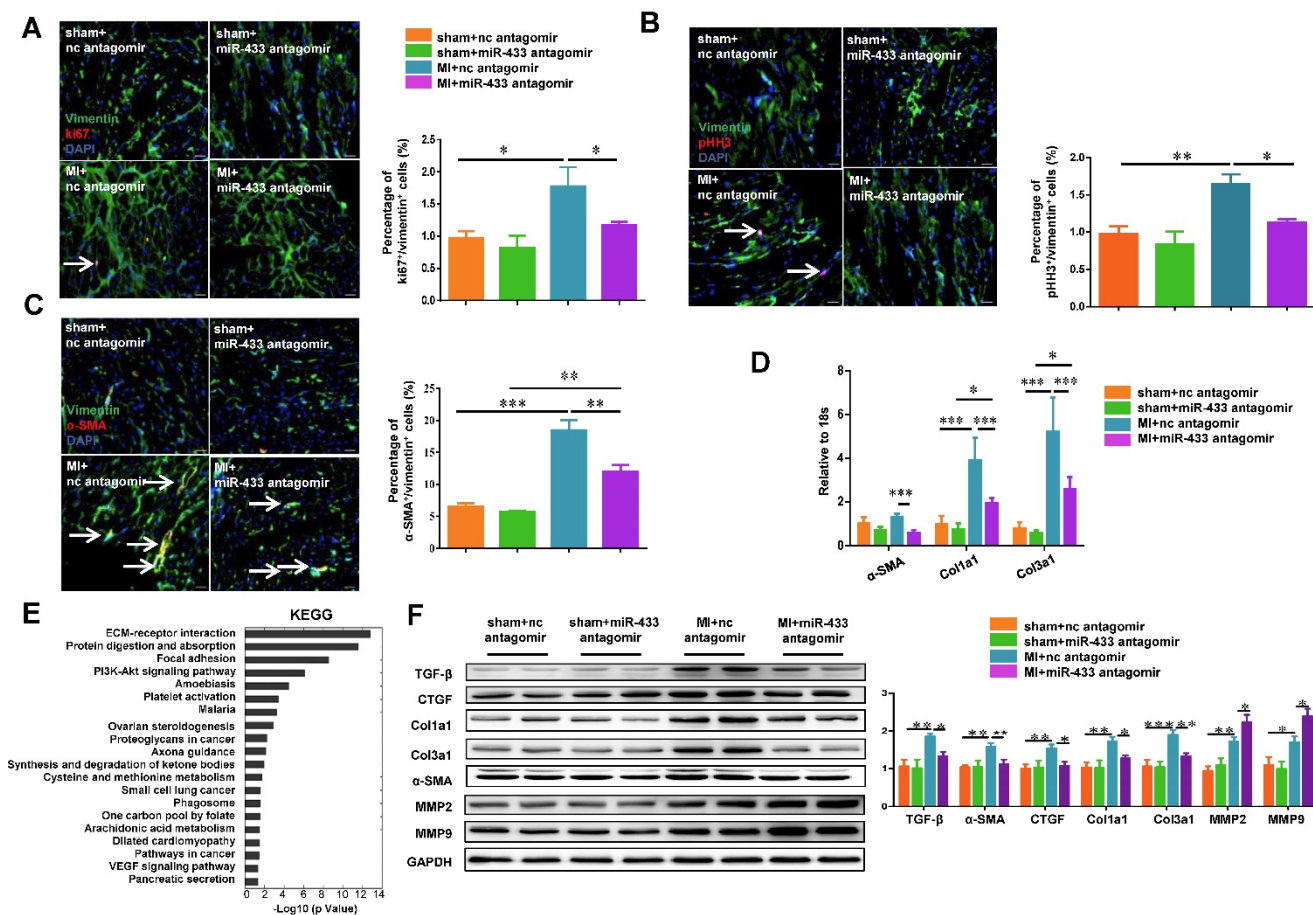 A
sham+
nc antagomir
sham+
miR-433 antagomir
Vimentin
ki67
DAPI
MI+
nc antagomir
MI+
miR-433 antagomir
sham+nc antagomir
sham+miR-433 antagomir
MI+nc antagomir
MI+miR-433 antagomir
Percentage of
ki67+/vimentin+ cells (%)
2.0
1.5
1.0
0.5
0.0
*
*
B
sham+
nc antagomir
sham+
miR-433 antagomir
Vimentin
pHH3
DAPI
MI+
nc antagomir
MI+
miR-433 antagomir
Percentage of
pHH3+/vimentin+ cells (%)
2.0
1.5
1.0
0.5
0.0
**
*
C
sham+
nc antagomir
sham+
miR-433 antagomir
Vimentin
α-SMA
DAPI
MI+
nc antagomir
MI+
miR-433 antagomir
Percentage of
α-SMA+/vimentin+ cells (%)
25
20
15
10
5
0
**
***
**
D
Relative to 18s
8
6
4
2
0
***
*
*** ***
*
*** ***
α-SMA
Col1a1
Col3a1
sham+nc antagomir
sham+miR-433 antagomir
MI+nc antagomir
MI+miR-433 antagomir
E
KEGG
ECM-receptor interaction
Protein digestion and absorption
Focal adhesion
PI3K-Akt signaling pathway
Amoebiasis
Platelet activation
Malaria
Ovarian steroidogenesis
Proteoglycans in cancer
Axona guidance
Synthesis and degradation of ketone bodies
Cysteine and methionine metabolism
Small cell lung cancer
Phagosome
One carbon pool by folate
Arachidonic acid metabolism
Dilated cardiomyopathy
Pathways in cancer
VEGF signaling pathway
Pancreatic secretion
0 2 4 6 8 10 12 14
-Log10 (p Value)
F
sham+nc
antagomir
sham+miR-433
antagomir
MI+nc
antagomir
MI+miR-433
antagomir
TGF-β
CTGF
Col1a1
Col3a1
α-SMA
MMP2
MMP9
GAPDH
sham+nc antagomir
sham+miR-433 antagomir
MI+nc antagomir
MI+miR-433 antagomir
2
1
0
** * ** ** ** * ** * *** ** ** * * *
TGF-β α-SMA CTGF Col1a1 Col3a1 MMP2 MMP9